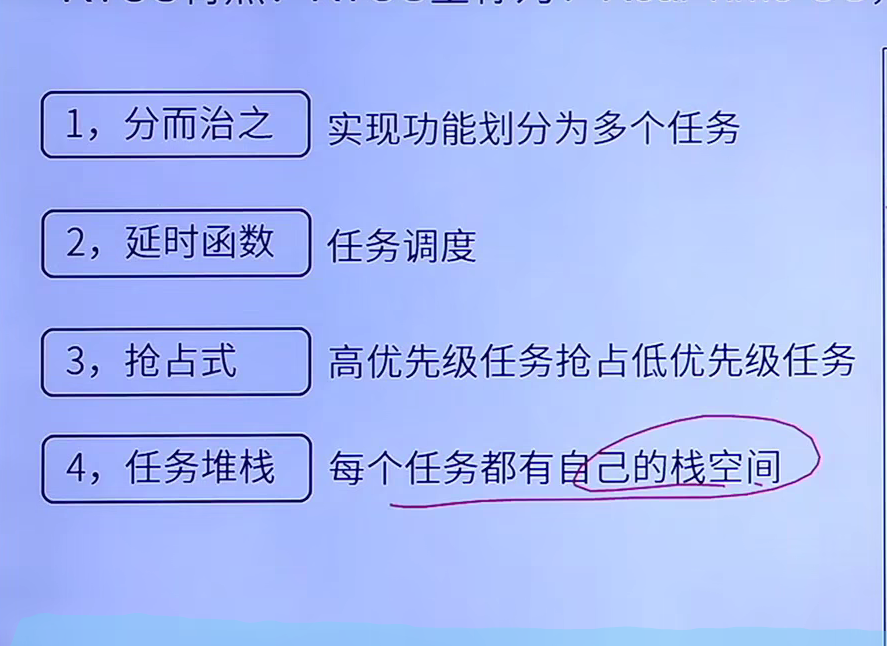 1，分而治之 实现功能划分为多个任务
2，延时函数 任务调度
3，抢占式 高优先级任务抢占低优先级任务
4，任务堆栈 每个任务都有自己的栈空间